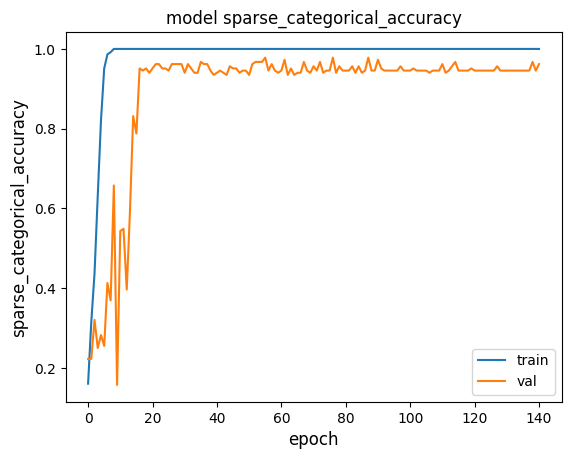 model sparse_categorical_accuracy
sparse_categorical_accuracy
1.0
0.8
0.6
0.4
0.2
0 20 40 60 80 100 120 140
epoch
train
val